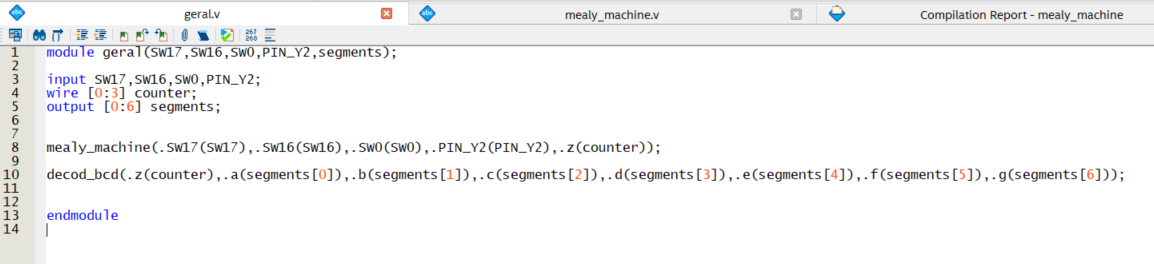 geral.v
mealy_machine.v
Compilation Report - mealy_machine
267
268
1 module geral(SW17,SW16,SW0,PIN_Y2,segments);
2
3 input SW17,SW16,SW0,PIN_Y2;
4 wire [0:3] counter;
5 output [0:6] segments;
6
7
8 mealy_machine(.SW17(SW17),.SW16(SW16),.SW0(SW0),.PIN_Y2(PIN_Y2),.z(counter));
9
10 decod_bcd(.z(counter),.a(segments[0]),.b(segments[1]),.c(segments[2]),.d(segments[3]),.e(segments[4]),.f(segments[5]),.g(segments[6]));
11
12
13 endmodule
14